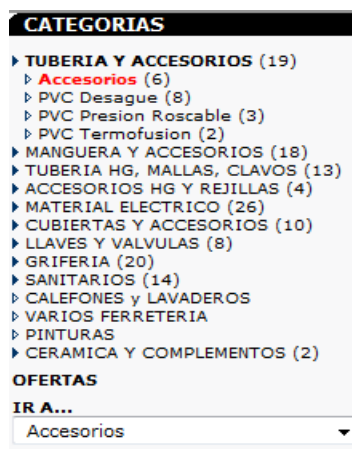 CATEGORIAS
TUBERIA Y ACCESORIOS (19)
Accesorios (6)
PVC Desague (8)
PVC Presion Roscable (3)
PVC Termofusion (2)
MANGUERA Y ACCESORIOS (18)
TUBERIA HG, MALLAS, CLAVOS (13)
ACCESORIOS HG Y REJILLAS (4)
MATERIAL ELECTRICO (26)
CUBIERTAS Y ACCESORIOS (10)
LLAVES Y VALVULAS (8)
GRIFERIA (20)
SANITARIOS (14)
CALEFONES y LAVADEROS
VARIOS FERRETERIA
PINTURAS
CERAMICA Y COMPLEMENTOS (2)
OFERTAS
IR A...
Accesorios